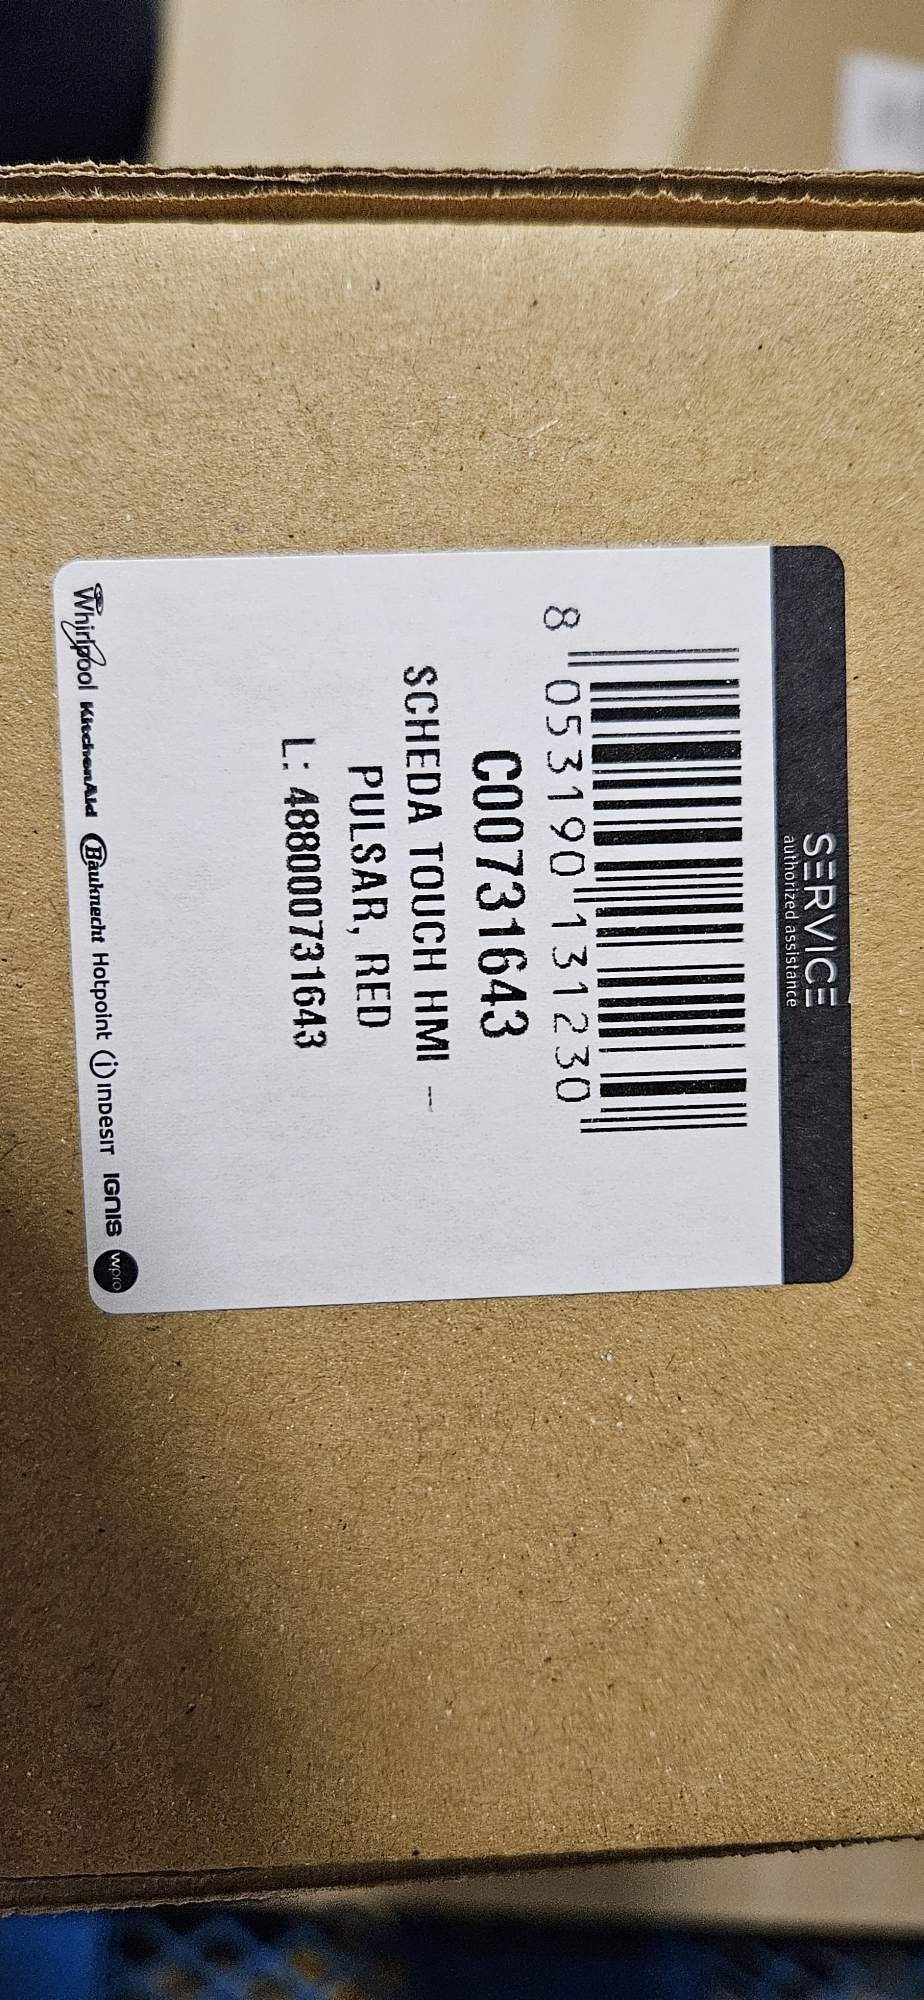 SERVICE
authorized assistance
8 053190 131230
C00731643
SCHEDA TOUCH HMI -
PULSAR, RED
L: 488000731643
Whirlpool KitchenAid Bauknecht Hotpoint indesit IGNIS Wpro